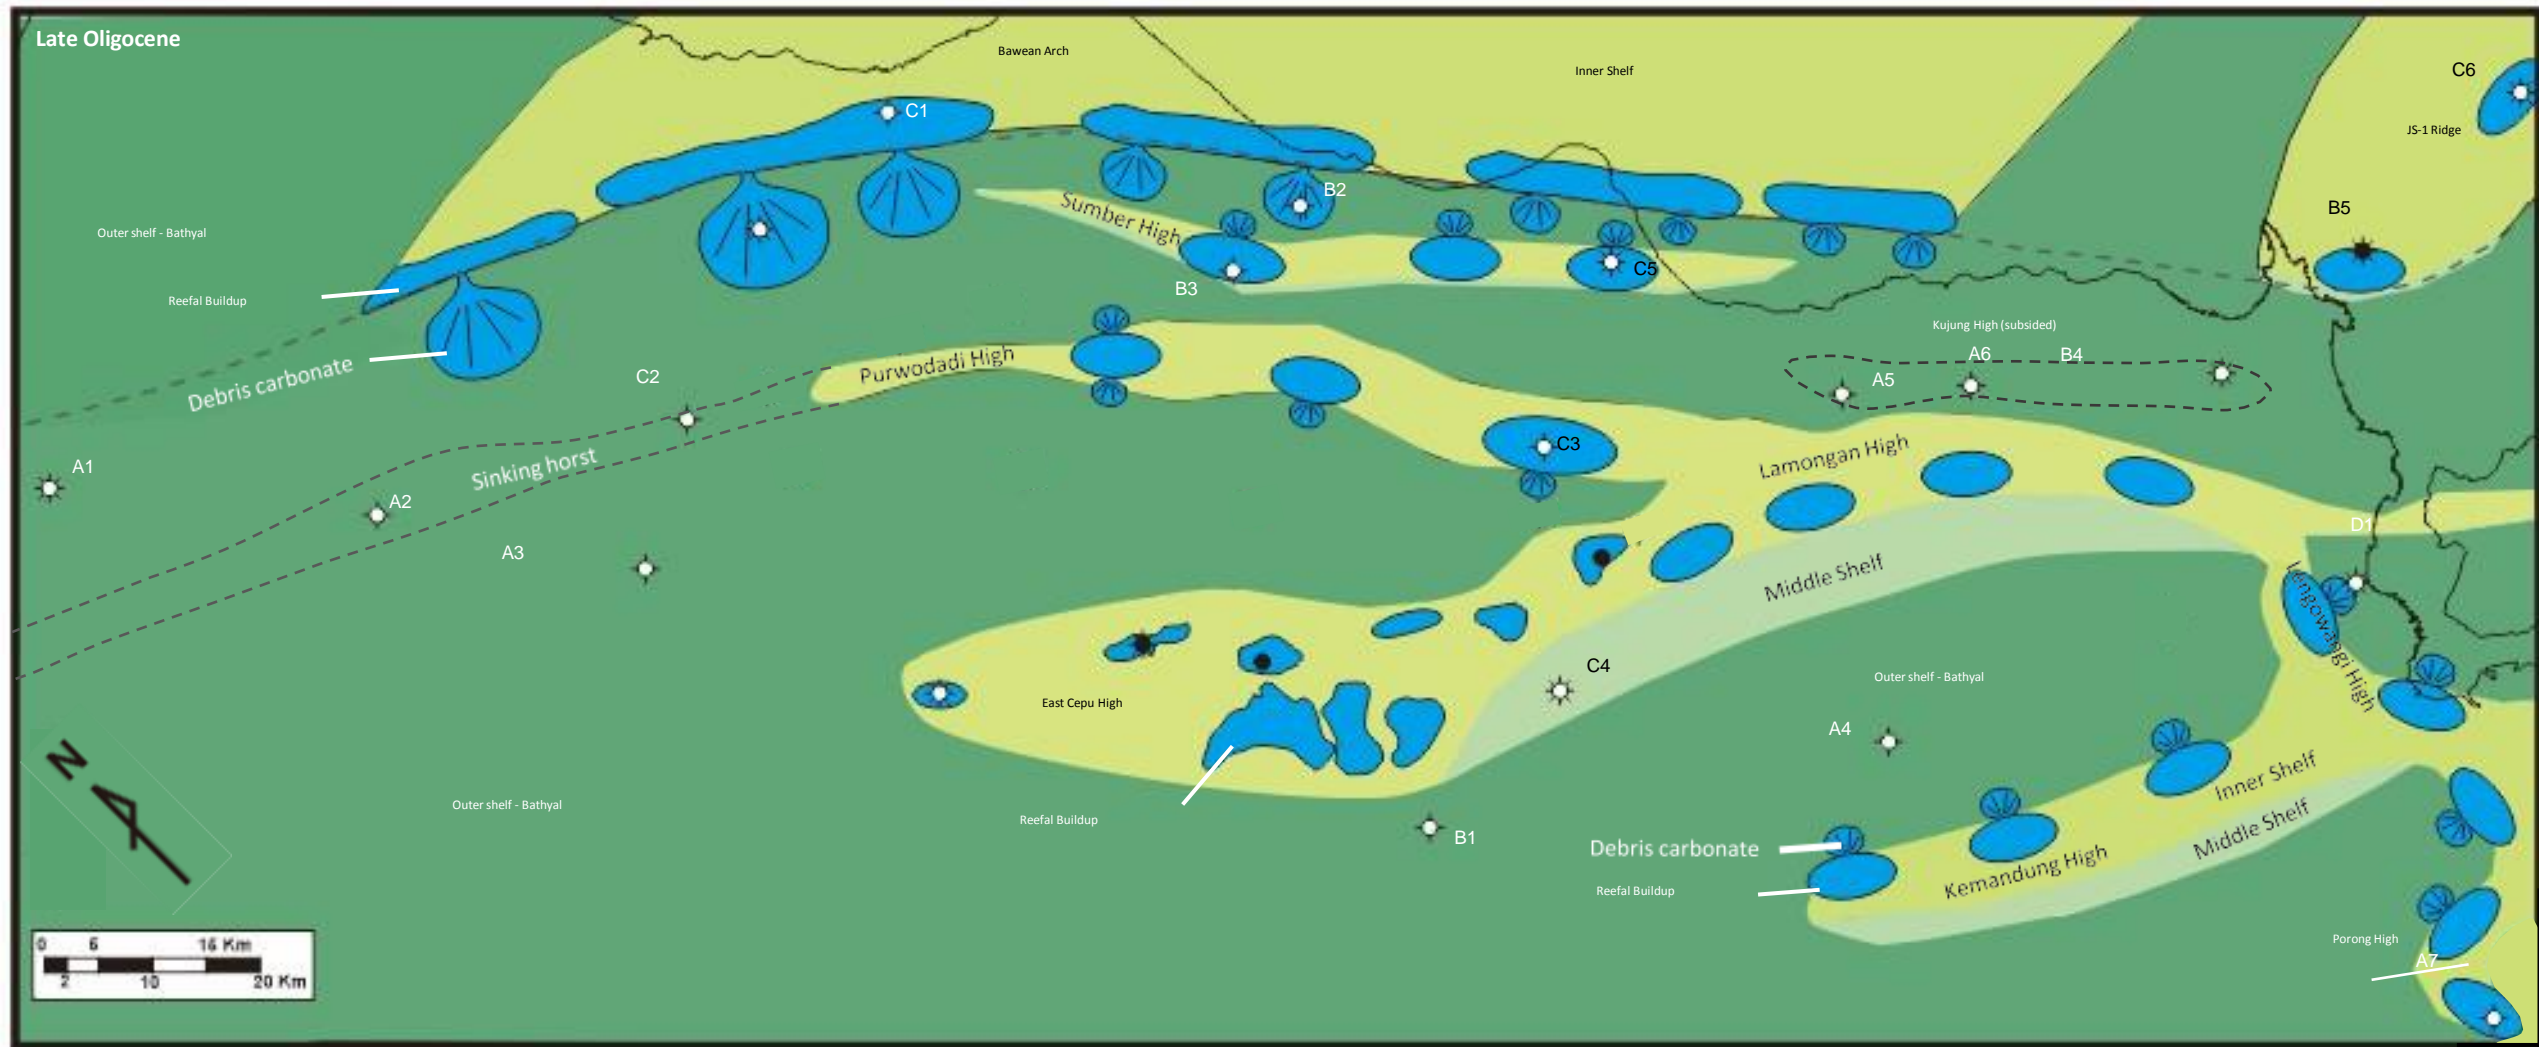 Late Oligocene
Bawean Arch
Inner Shelf
C6
C1
JS-1 Ridge
B2
B5
Sumber High
Outer shelf - Bathyal
C5
B3
Reefal Buildup
Kujung High (subsided)
A6
B4
Purwodadi High
C2
A5
Debris carbonate
C3
Lamongan High
A1
Sinking horst
A2
D1
A3
Middle Shelf
C4
Outer shelf - Bathyal
East Cepu High
A4
N
Inner Shelf
Outer shelf - Bathyal
Reefal Buildup
B1
Middle Shelf
Debris carbonate
Kemandung High
Reefal Buildup
Porong High
A7
0 5 15 Km
2 10 20 Km